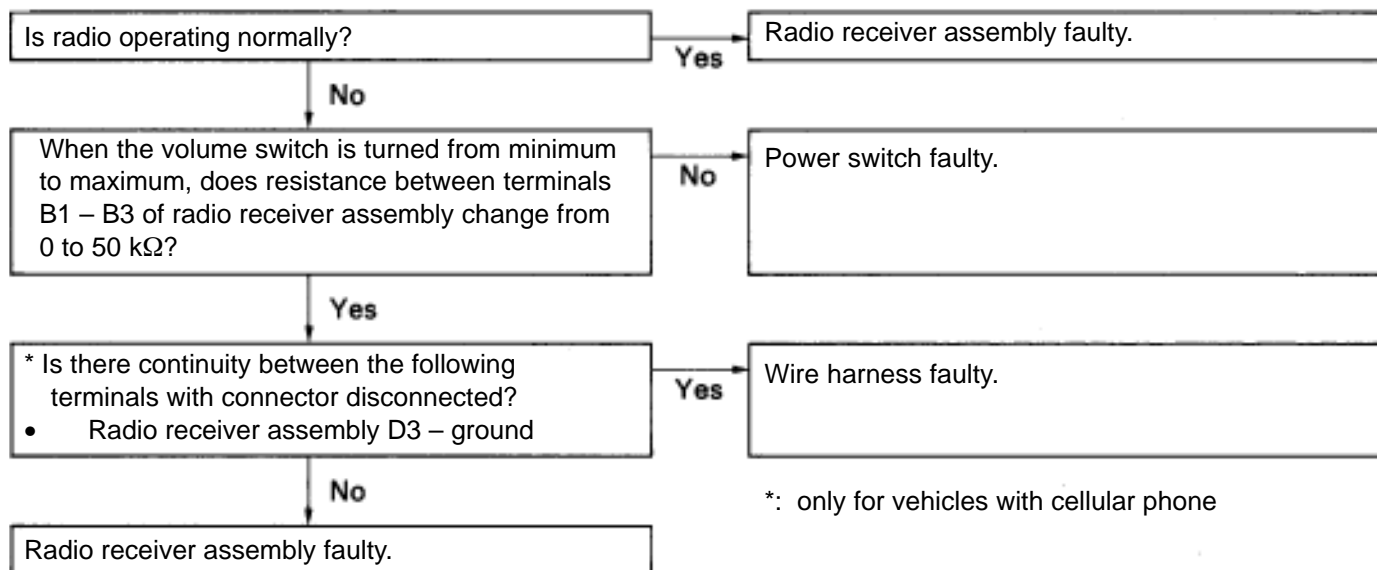 Is radio operating normally?
Yes
Radio receiver assembly faulty.
No
When the volume switch is turned from minimum
to maximum, does resistance between terminals
B1 – B3 of radio receiver assembly change from
0 to 50 kΩ?
No
Power switch faulty.
Yes
* Is there continuity between the following
terminals with connector disconnected?
• Radio receiver assembly D3 – ground
Yes
Wire harness faulty.
No
*: only for vehicles with cellular phone
Radio receiver assembly faulty.